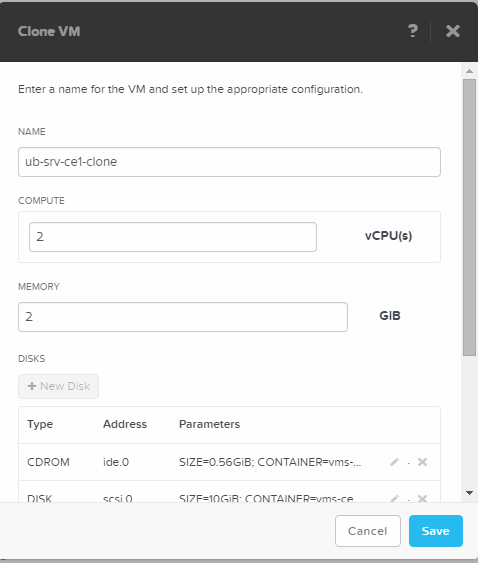 Clone VM ?
Enter a name for the VM and set up the appropriate configuration.
NAME
ub-srv-ce1-clone
COMPUTE
2 vCPU(s)
MEMORY
2 GiB
DISKS
+ New Disk
Type Address Parameters
CDROM ide.0 SIZE=0.56GiB; CONTAINER=vms-...
DISK scsi.0 SIZE=10GiB; CONTAINER=vms-ce
Cancel Save